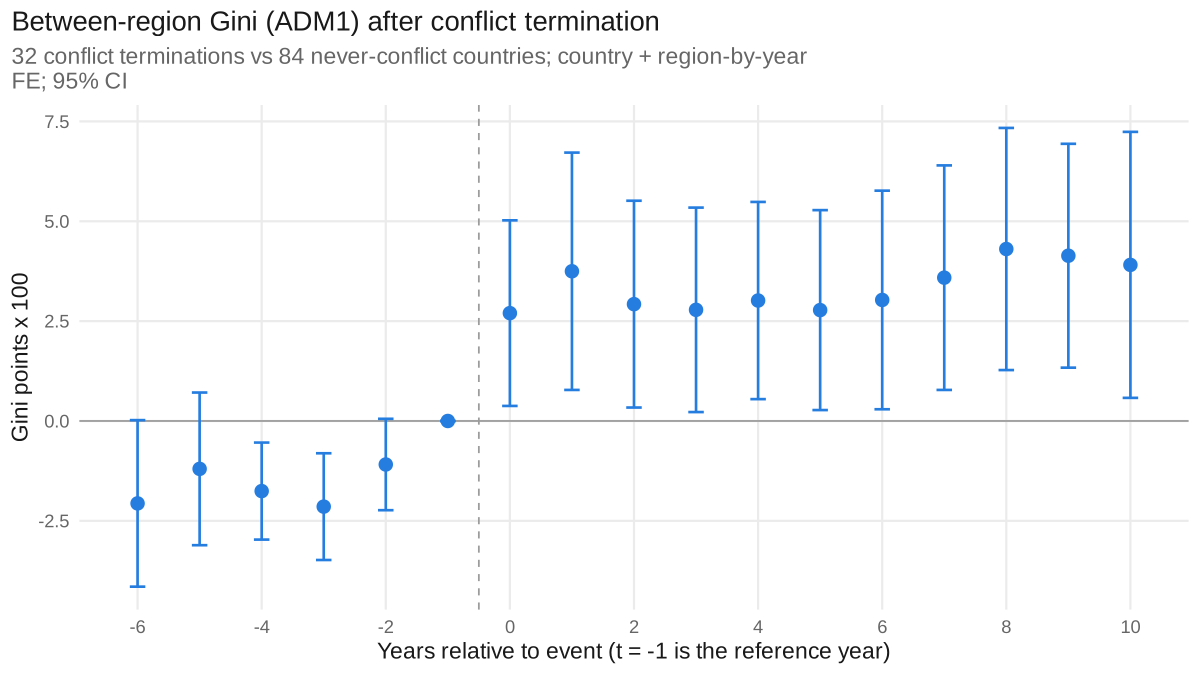 Between-region Gini (ADM1) after conflict termination
32 conflict terminations vs 84 never-conflict countries; country + region-by-year
FE; 95% CI
Gini points x 100
7.5
5.0
2.5
0.0
-2.5
-6 -4 -2 0 2 4 6 8 10
Years relative to event (t = -1 is the reference year)